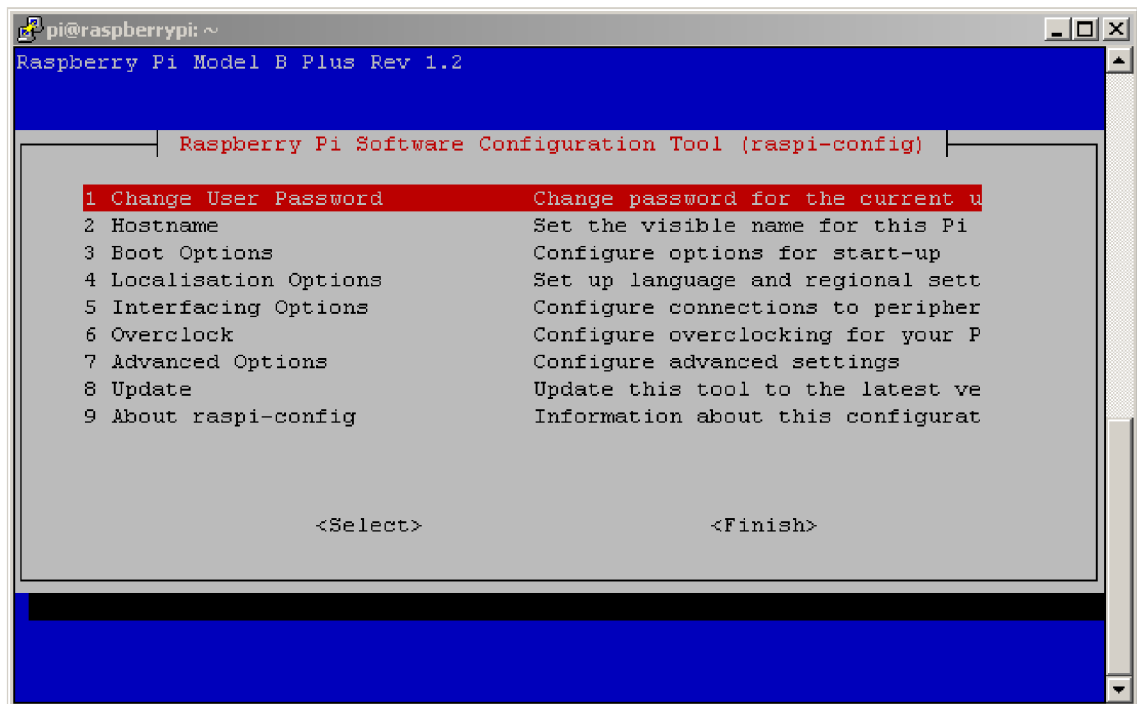 pi@raspberrypi: ~
Raspberry Pi Model B Plus Rev 1.2
Raspberry Pi Software Configuration Tool (raspi-config)
1 Change User Password Change password for the current u
2 Hostname Set the visible name for this Pi
3 Boot Options Configure options for start-up
4 Localisation Options Set up language and regional sett
5 Interfacing Options Configure connections to peripher
6 Overclock Configure overclocking for your P
7 Advanced Options Configure advanced settings
8 Update Update this tool to the latest ve
9 About raspi-config Information about this configurat
<Select> <Finish>